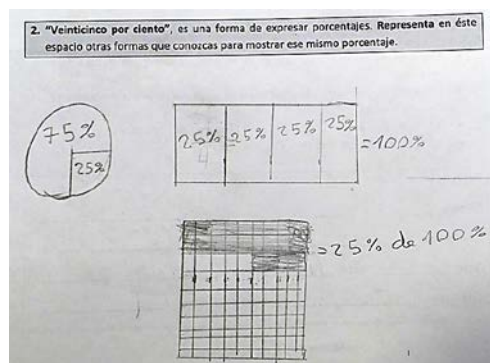 2. "Veinticinco por ciento", es una forma de expresar porcentajes. Representa en éste
espacio otras formas que conozcas para mostrar ese mismo porcentaje.
75%
25%
25% 25% 25% 25% =100%
=25% de 100%